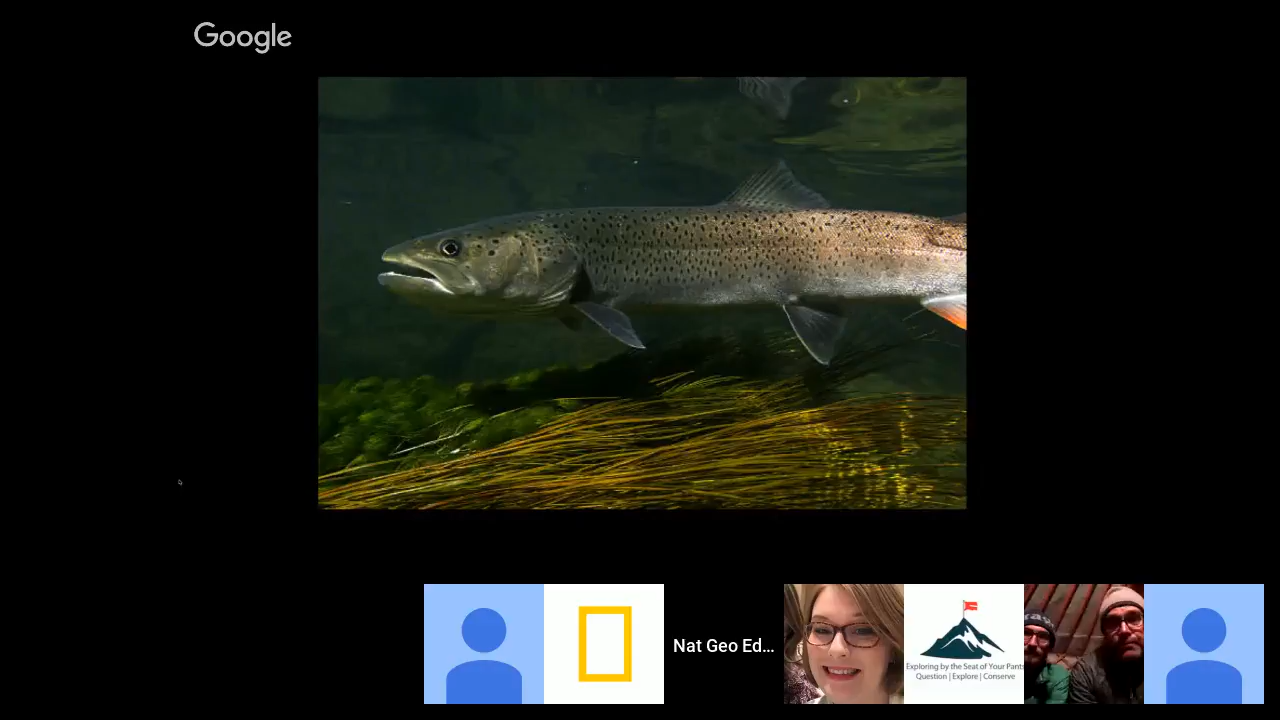 Google
Nat Geo Ed...
Exploring by the Seat of Your Pants
Question | Explore | Conserve